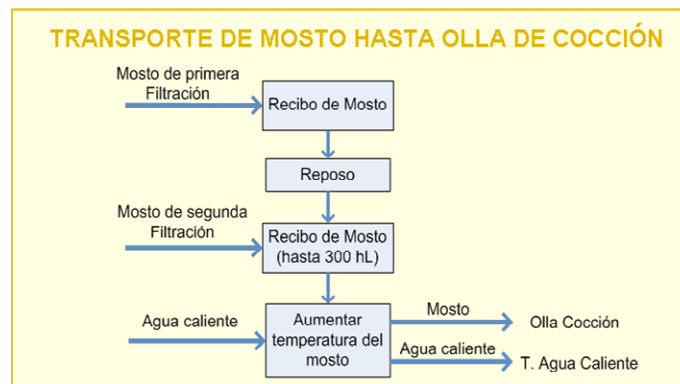 TRANSPORTE DE MOSTO HASTA OLLA DE COCCIÓN
Mosto de primera
Filtración
Recibo de Mosto
Reposo
Mosto de segunda
Filtración
Recibo de Mosto
(hasta 300 hL)
Agua caliente
Aumentar
temperatura del
mosto
Mosto
Olla Cocción
Agua caliente
T. Agua Caliente